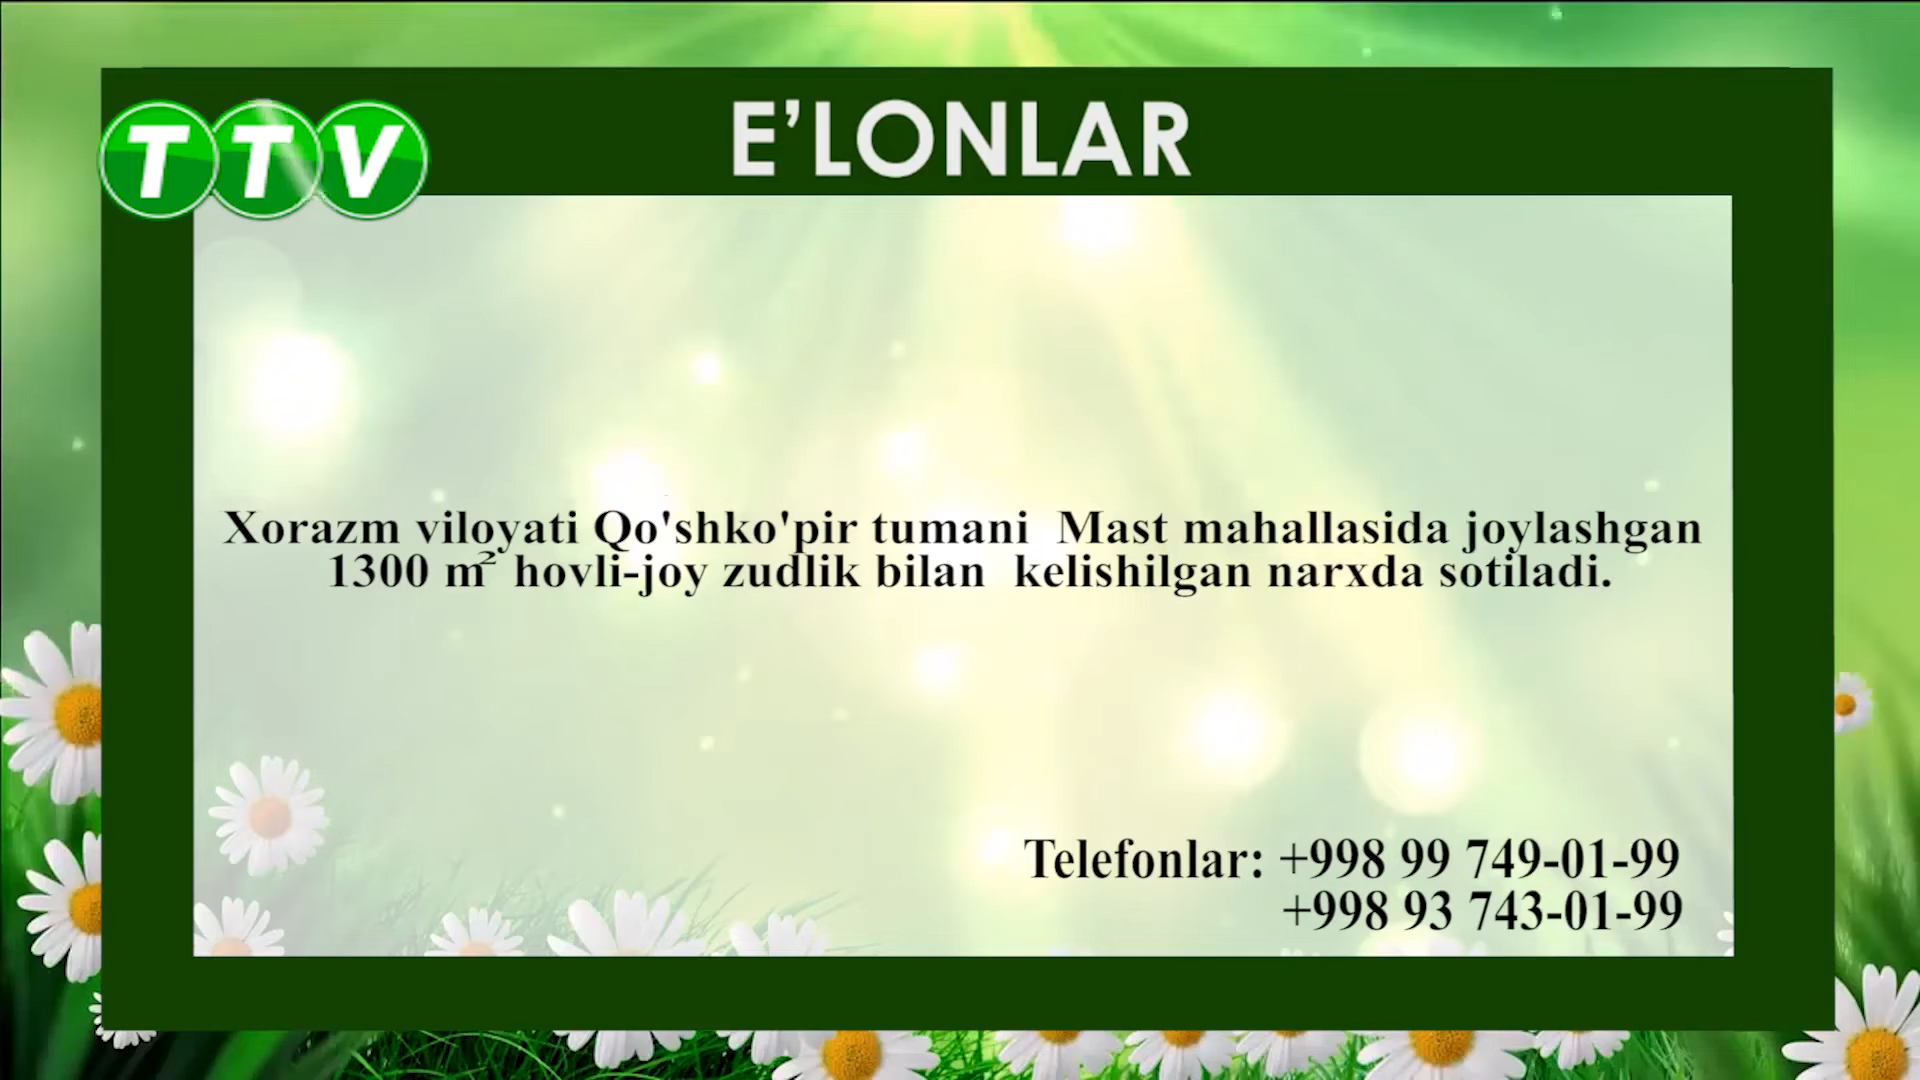 TTV
E’LONLAR
Xorazm viloyati Qo'shko'pir tumani Mast mahallasida joylashgan
1300 m² hovli-joy zudlik bilan kelishilgan narxda sotiladi.
Telefonlar: +998 99 749-01-99
+998 93 743-01-99